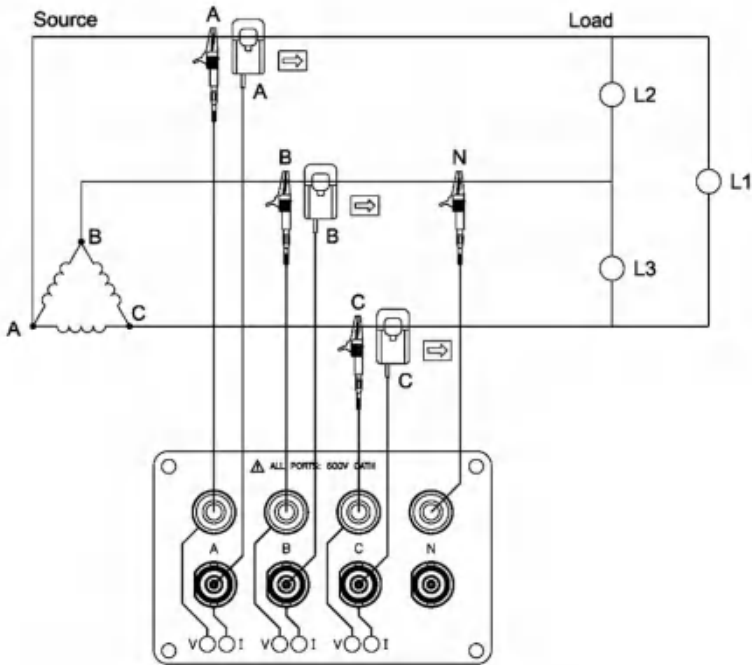 Source
Load
A
A
L2
B
N
L1
B
B
L3
C
A
C
C
⚠ ALL PORTS: 600V CATIII
A B C N
V I V I V I